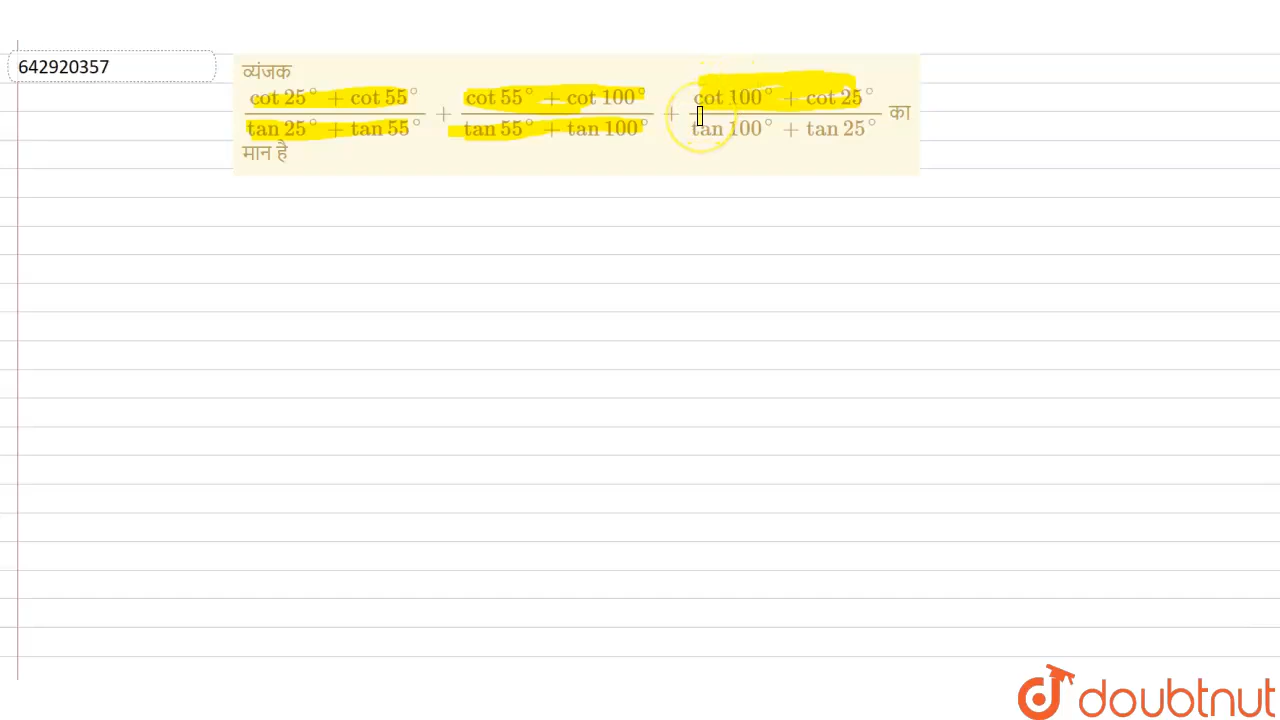 642920357
व्यंजक
cot 25° + cot 55° / tan 25° + tan 55° + cot 55° + cot 100° / tan 55° + tan 100° + cot 100° + cot 25° / tan 100° + tan 25° का
मान है
doubtnut